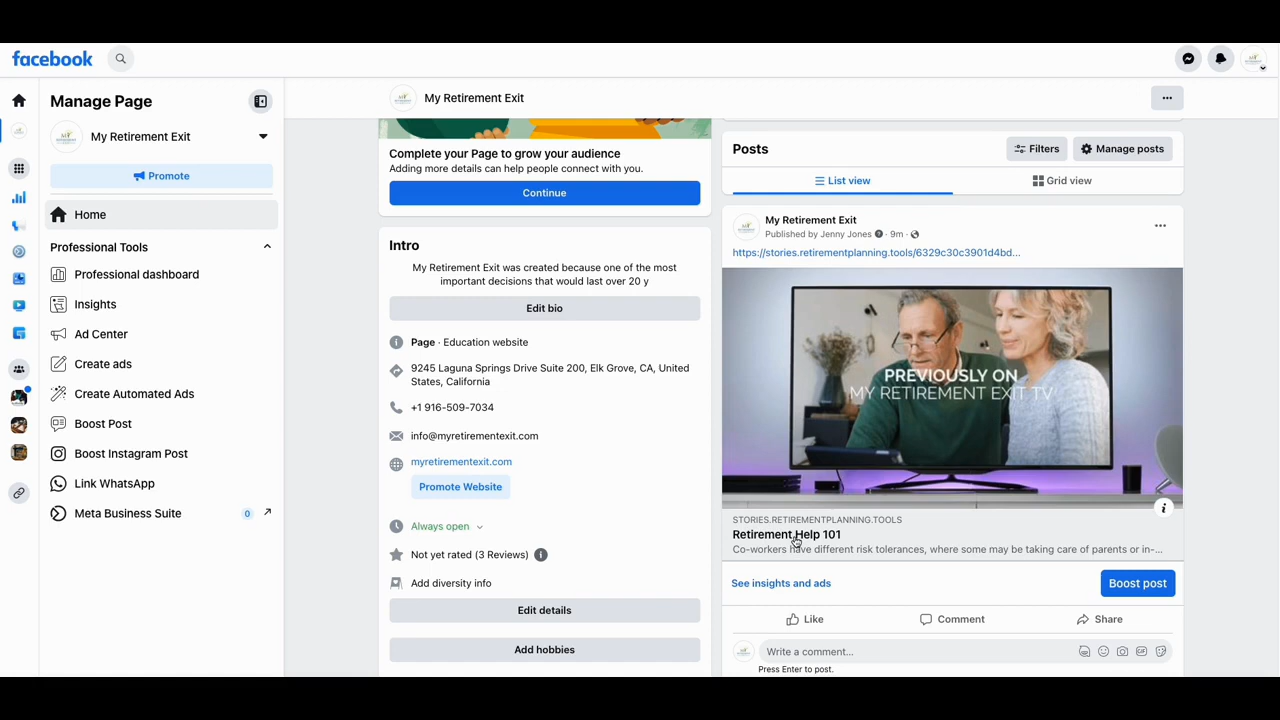 facebook
Manage Page
My Retirement Exit
Promote
Home
Professional Tools
Professional dashboard
Insights
Ad Center
Create ads
Create Automated Ads
Boost Post
Boost Instagram Post
Link WhatsApp
Meta Business Suite
0
My Retirement Exit
Complete your Page to grow your audience
Adding more details can help people connect with you.
Continue
Intro
My Retirement Exit was created because one of the most
important decisions that would last over 20 y
Edit bio
Page · Education website
9245 Laguna Springs Drive Suite 200, Elk Grove, CA, United
States, California
+1 916-509-7034
info@myretirementexit.com
myretirementexit.com
Promote Website
Always open
Not yet rated (3 Reviews)
Add diversity info
Edit details
Add hobbies
Posts
Filters
Manage posts
List view
Grid view
My Retirement Exit
Published by Jenny Jones · 9m ·
https://stories.retirementplanning.tools/6329c30c3901d4bd...
PREVIOUSLY ON
MY RETIREMENT EXIT TV
STORIES.RETIREMENTPLANNING.TOOLS
Retirement Help 101
Co-workers have different risk tolerances, where some may be taking care of parents or in-...
See insights and ads
Boost post
Like
Comment
Share
Write a comment...
Press Enter to post.